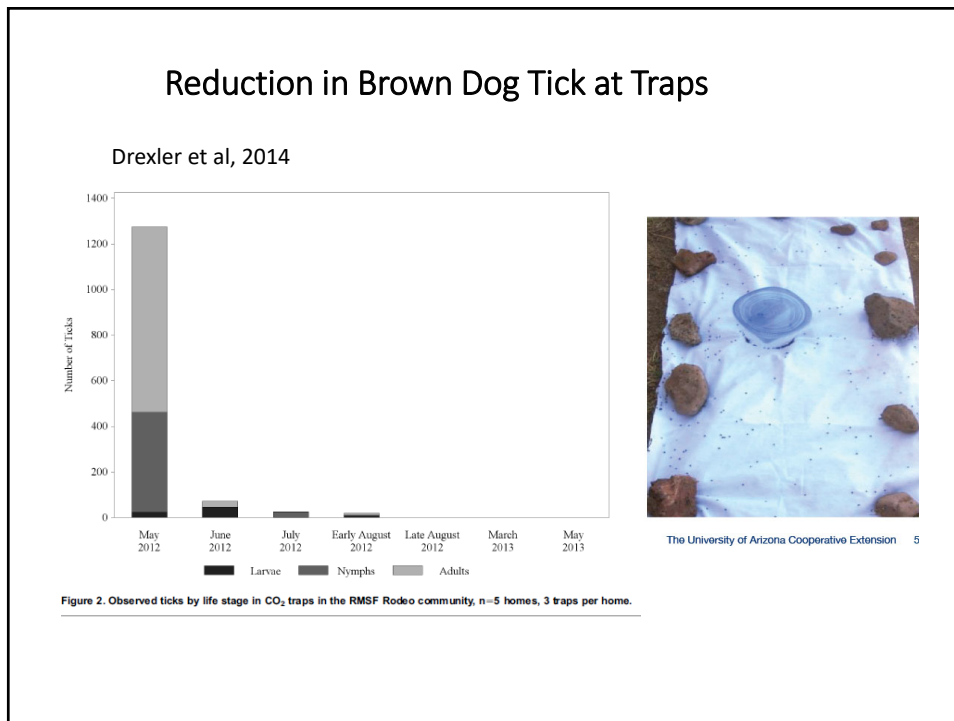 Reduction in Brown Dog Tick at Traps
Drexler et al, 2014
1400
1200
1000
800
600
400
200
0
Number of Ticks
May
2012
June
2012
July
2012
Early August
2012
Late August
2012
March
2013
May
2013
Larvae
Nymphs
Adults
Figure 2. Observed ticks by life stage in CO₂ traps in the RMSF Rodeo community, n=5 homes, 3 traps per home.
The University of Arizona Cooperative Extension 5